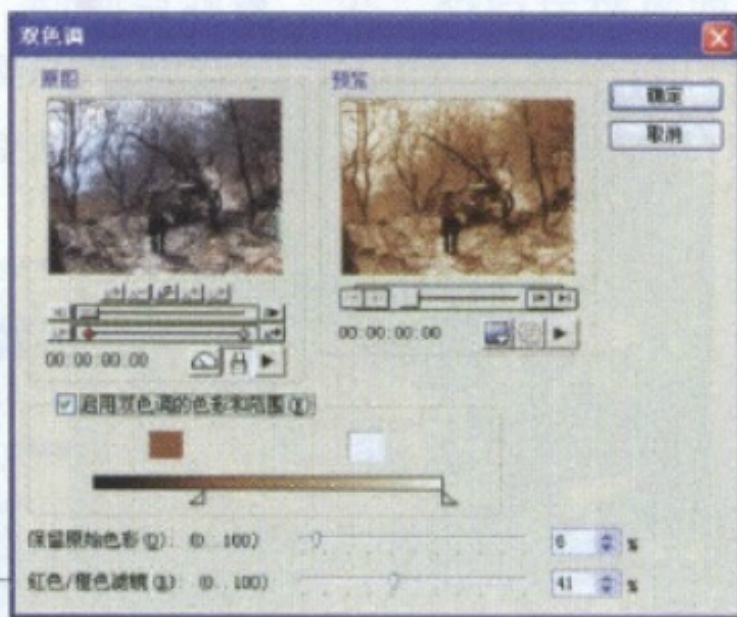 双色调
原图
预览
确定
取消
00:00:00.00
00:00:00:00
启用双色调的色彩和范围(E):
保留原始色彩(Q): (0..100)
6 %
红色/橙色滤镜(L): (0..100)
41 %